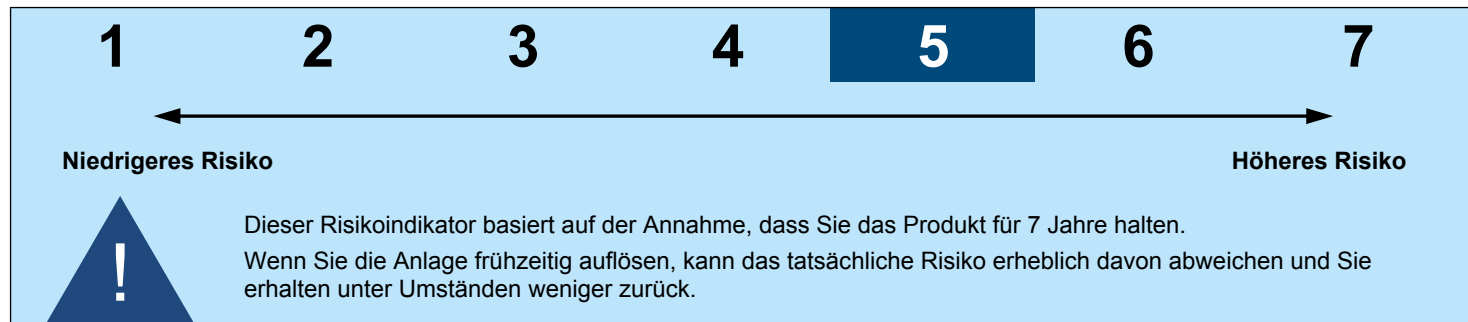 1 2 3 4 5 6 7
Niedrigeres Risiko Höheres Risiko
Dieser Risikoindikator basiert auf der Annahme, dass Sie das Produkt für 7 Jahre halten.
Wenn Sie die Anlage frühzeitig auflösen, kann das tatsächliche Risiko erheblich davon abweichen und Sie
erhalten unter Umständen weniger zurück.
!